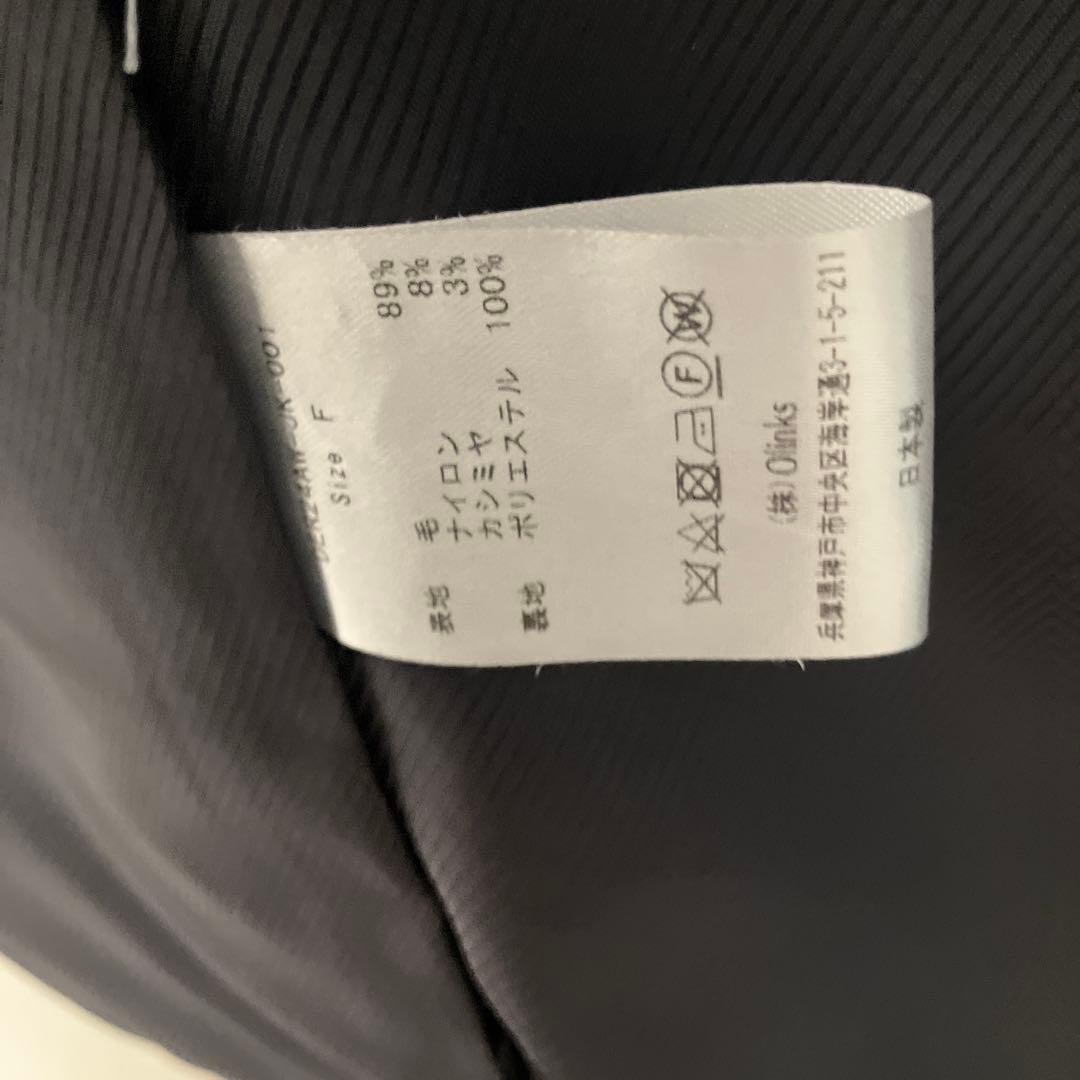 Size F
表地 毛 89%
ナイロン 8%
カシミヤ 3%
裏地 ポリエステル 100%
F W
(株)Olinks
兵庫県神戸市中央区海岸通3-1-5-211
日本製